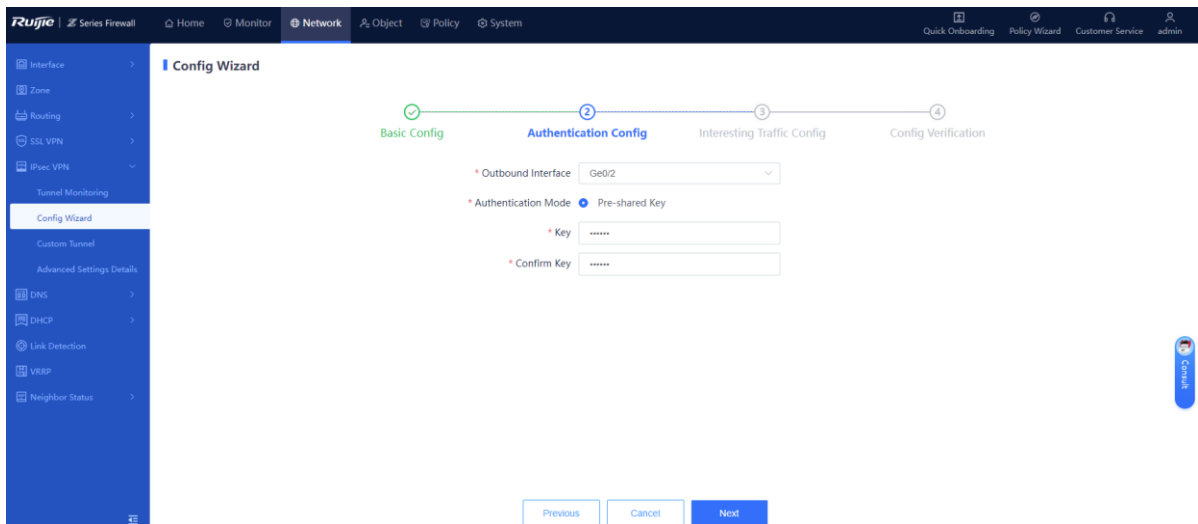 Ruijie | Z Series Firewall Home Monitor Network Object Policy System Quick Onboarding Policy Wizard Customer Service admin
Interface
Zone
Routing
SSL VPN
IPsec VPN
Tunnel Monitoring
Config Wizard
Custom Tunnel
Advanced Settings Details
DNS
DHCP
Link Detection
VRRP
Neighbor Status
Config Wizard
2 3 4
Basic Config Authentication Config Interesting Traffic Config Config Verification
* Outbound Interface Ge0/2
* Authentication Mode Pre-shared Key
* Key ••••••
* Confirm Key ••••••
Consult
Previous Cancel Next